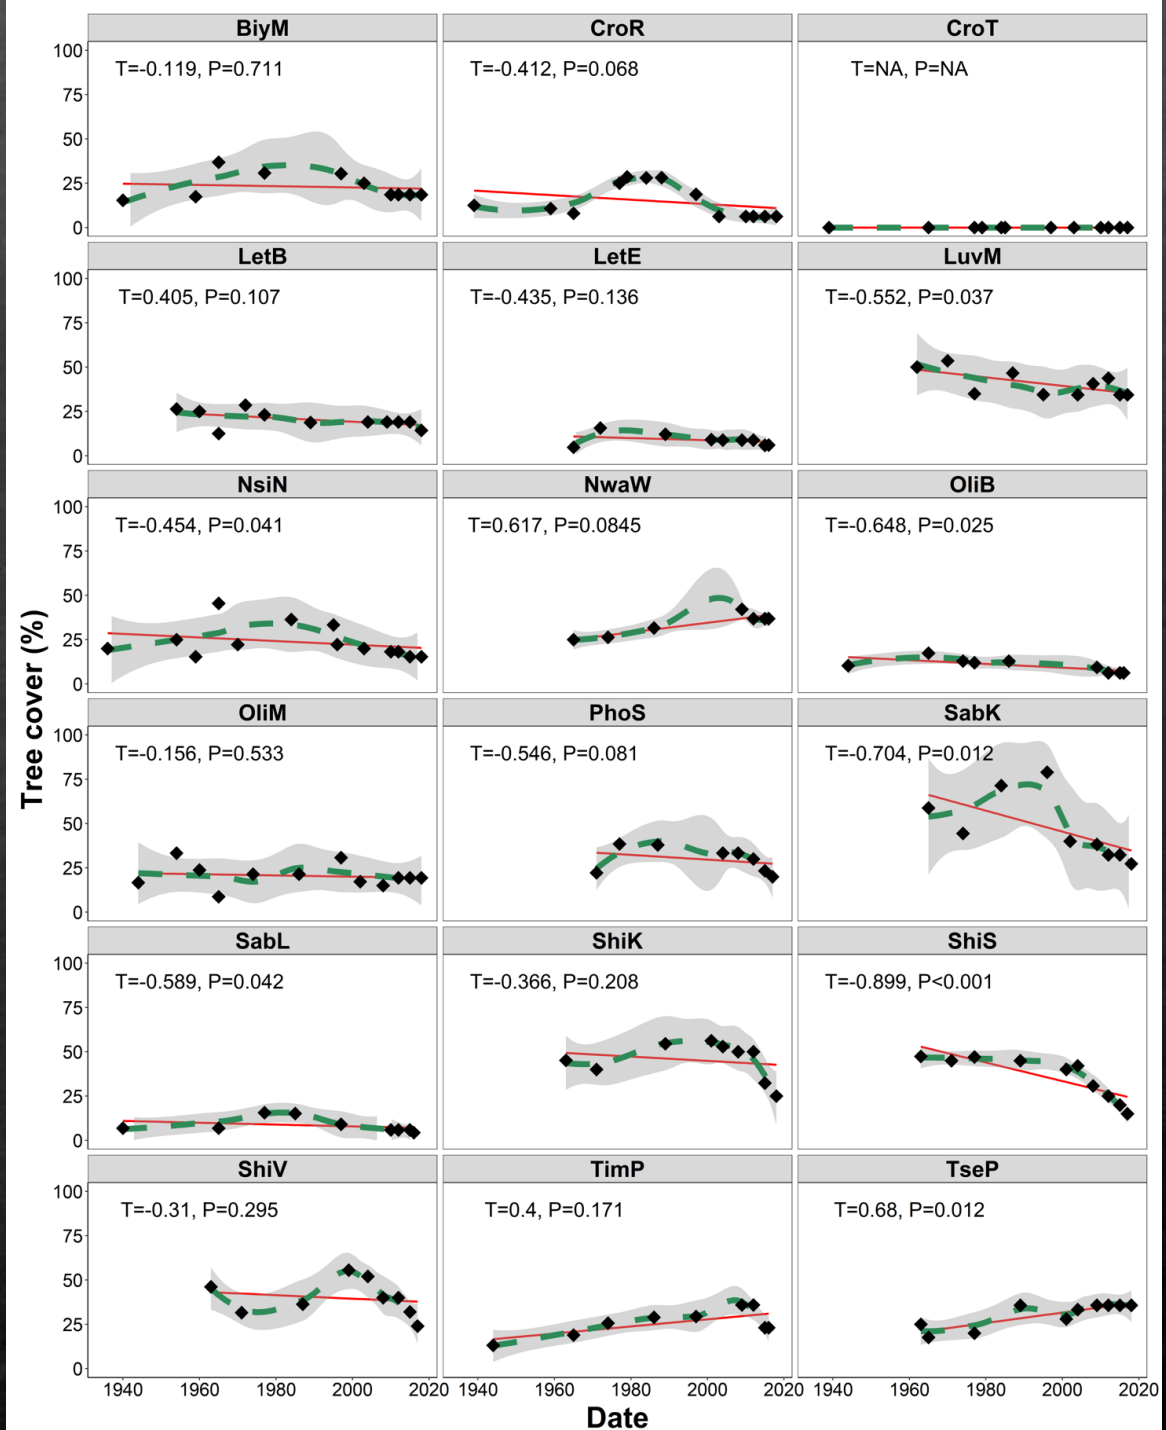 BiyM CroR CroT
100
75
50
25
0
T=-0.119, P=0.711 T=-0.412, P=0.068 T=NA, P=NA
LetB LetE LuvM
100
75
50
25
0
T=0.405, P=0.107 T=-0.435, P=0.136 T=-0.552, P=0.037
NsiN NwaW OliB
100
75
50
25
0
T=-0.454, P=0.041 T=0.617, P=0.0845 T=-0.648, P=0.025
Tree cover (%)
OliM PhoS SabK
100
75
50
25
0
T=-0.156, P=0.533 T=-0.546, P=0.081 T=-0.704, P=0.012
SabL ShiK ShiS
100
75
50
25
0
T=-0.589, P=0.042 T=-0.366, P=0.208 T=-0.899, P<0.001
ShiV TimP TseP
100
75
50
25
0
T=-0.31, P=0.295 T=0.4, P=0.171 T=0.68, P=0.012
1940 1960 1980 2000 2020 1940 1960 1980 2000 2020 1940 1960 1980 2000 2020
Date